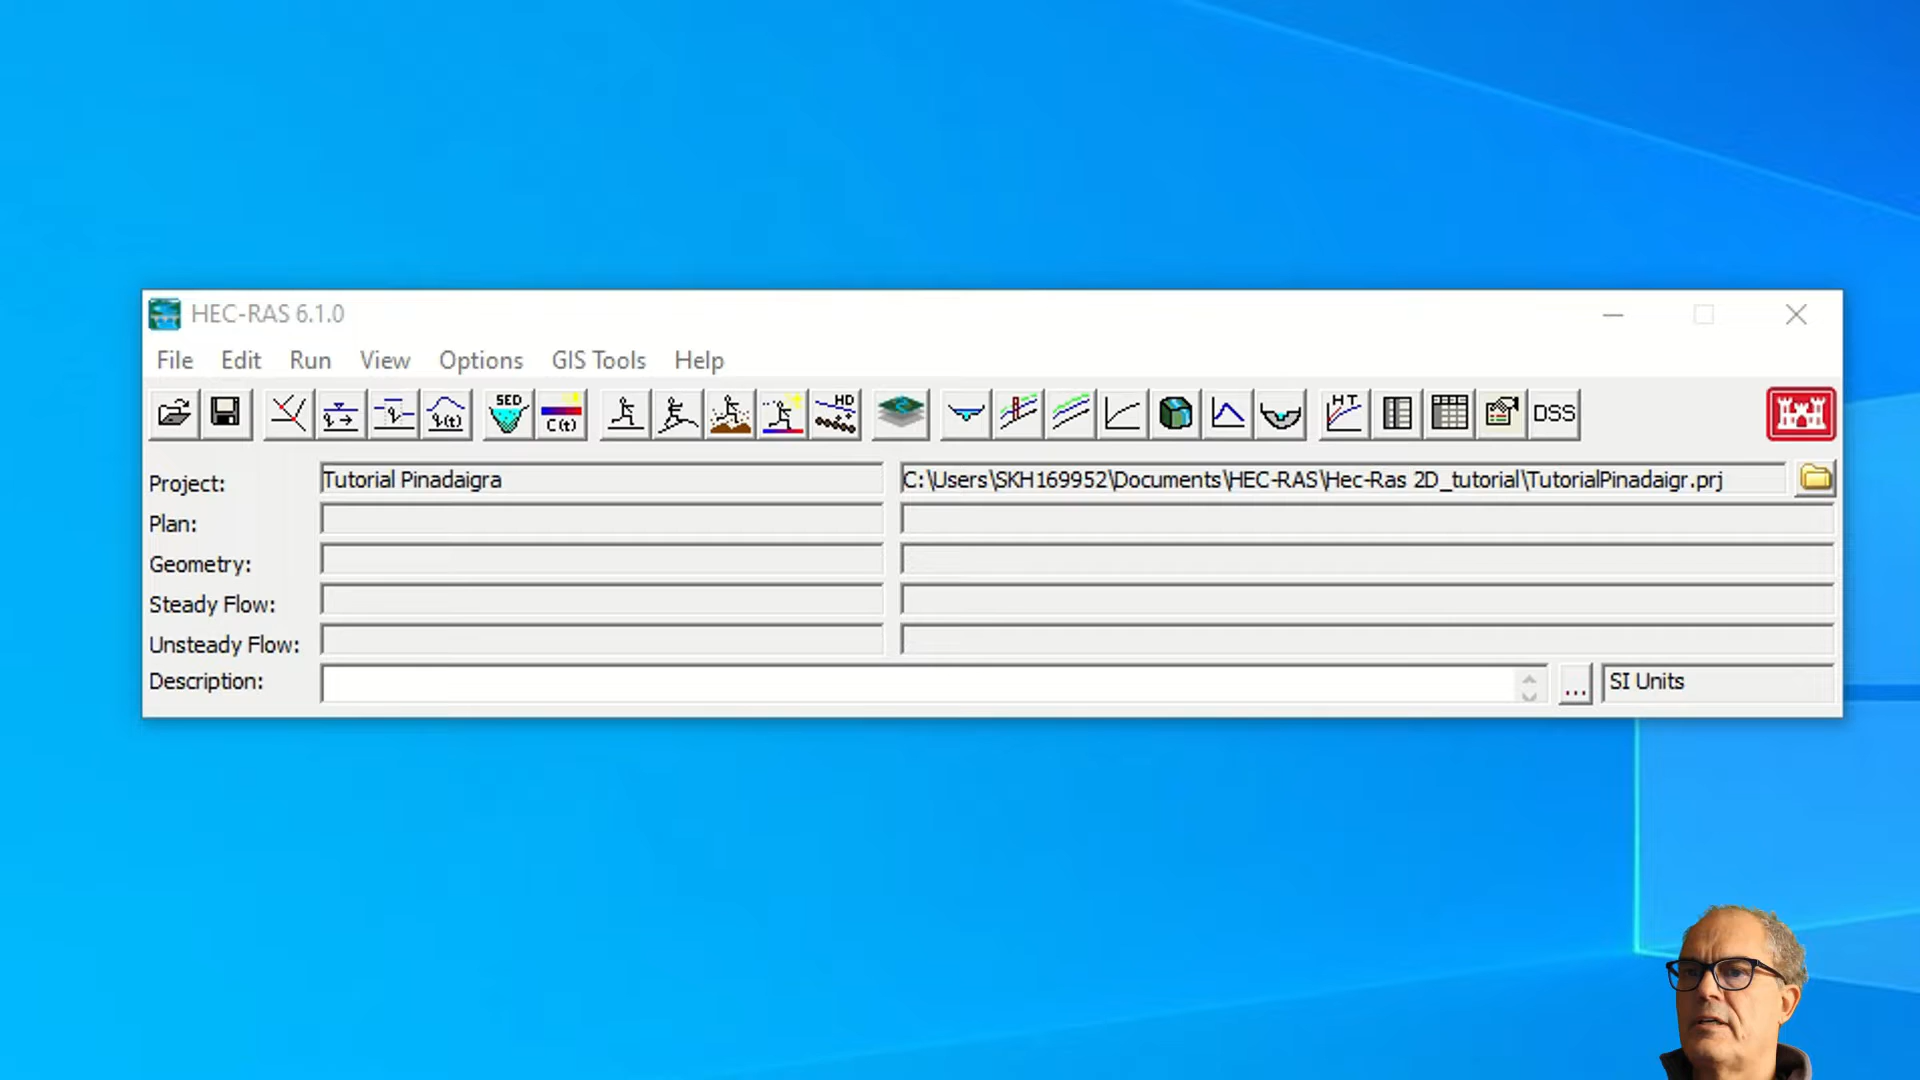 HEC-RAS 6.1.0
File Edit Run View Options GIS Tools Help
SED C(t) HD HT DSS
Project: Tutorial Pinadaigra C:\Users\SKH169952\Documents\HEC-RAS\Hec-Ras 2D_tutorial\TutorialPinadaigr.prj
Plan:
Geometry:
Steady Flow:
Unsteady Flow:
Description: ... SI Units